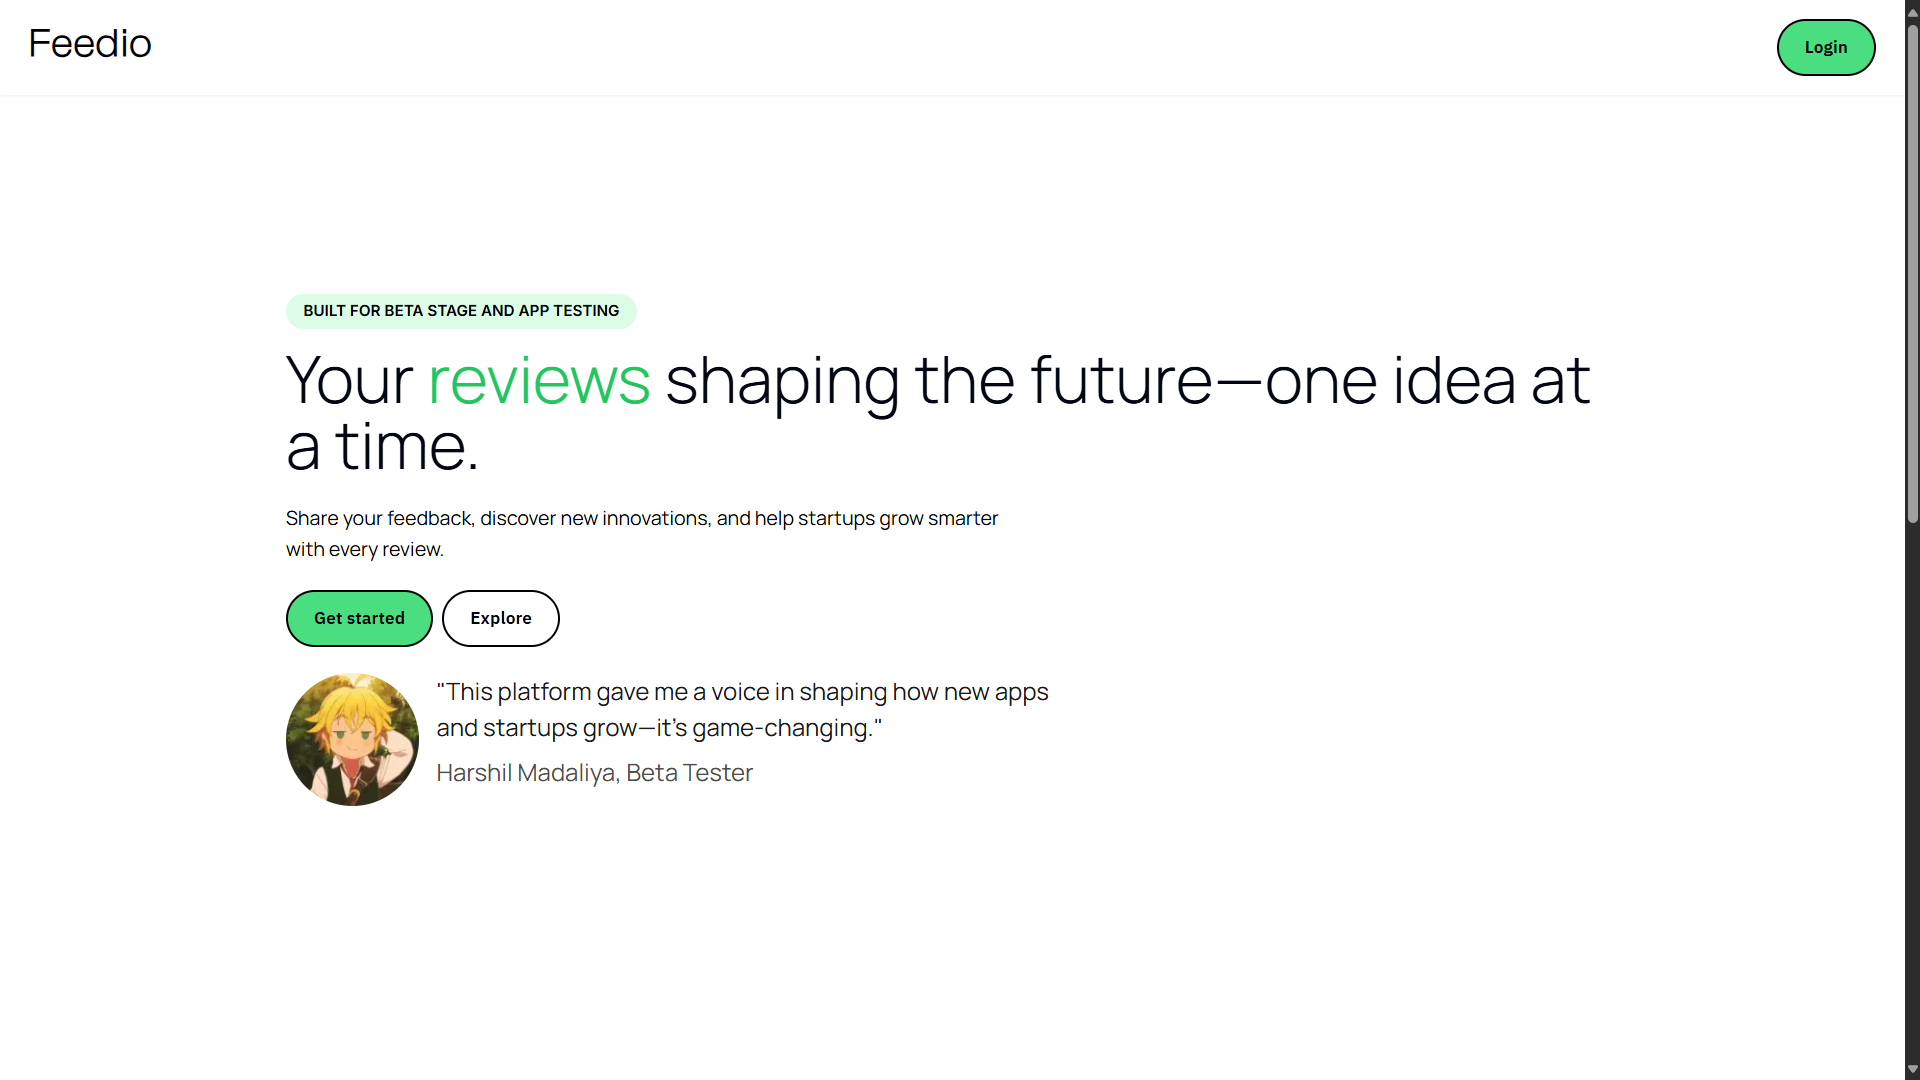 Feedio
Login
BUILT FOR BETA STAGE AND APP TESTING
Your reviews shaping the future—one idea at
a time.
Share your feedback, discover new innovations, and help startups grow smarter
with every review.
Get started
Explore
"This platform gave me a voice in shaping how new apps
and startups grow—it’s game-changing."
Harshil Madaliya, Beta Tester